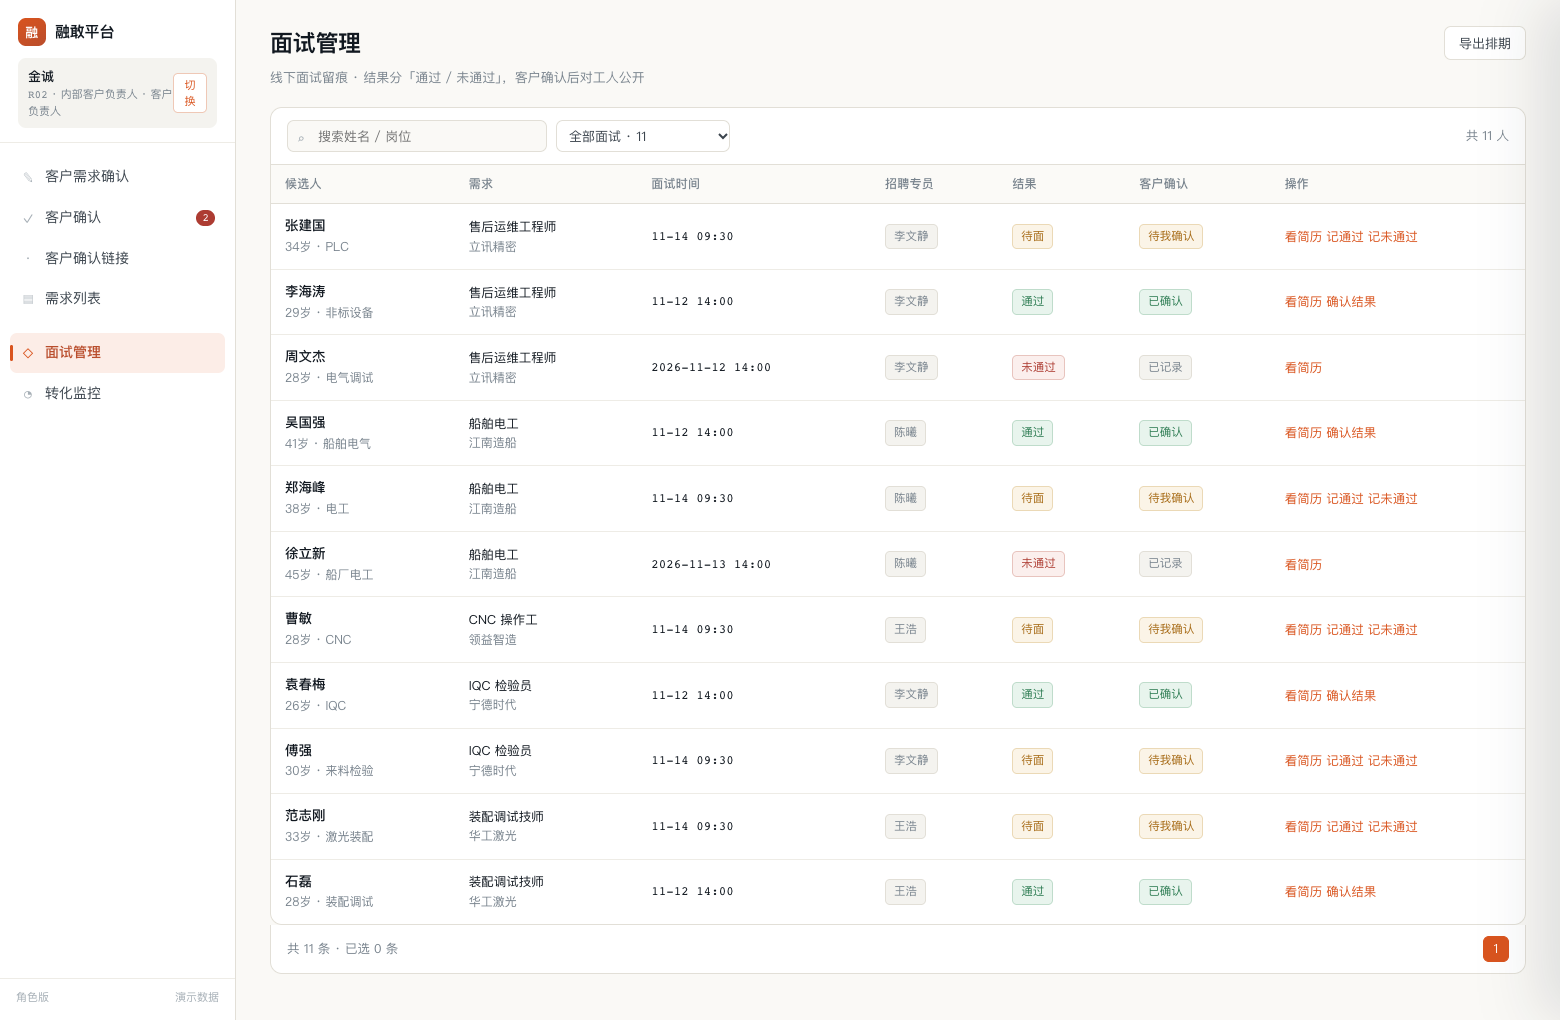 融 融敢平台
金诚
R02 · 内部客户负责人 · 客户
负责人
切
换
客户需求确认
客户确认 2
客户确认链接
需求列表
面试管理
转化监控
角色版 演示数据
面试管理
线下面试留痕 · 结果分「通过 / 未通过」，客户确认后对工人公开
导出排期
搜索姓名 / 岗位 全部面试 · 11 共 11 人
候选人 需求 面试时间 招聘专员 结果 客户确认 操作
张建国 售后运维工程师
34岁 · PLC 立讯精密
11-14 09:30 李文静 待面 待我确认 看简历 记通过 记未通过
李海涛 售后运维工程师
29岁 · 非标设备 立讯精密
11-12 14:00 李文静 通过 已确认 看简历 确认结果
周文杰 售后运维工程师
28岁 · 电气调试 立讯精密
2026-11-12 14:00 李文静 未通过 已记录 看简历
吴国强 船舶电工
41岁 · 船舶电气 江南造船
11-12 14:00 陈曦 通过 已确认 看简历 确认结果
郑海峰 船舶电工
38岁 · 电工 江南造船
11-14 09:30 陈曦 待面 待我确认 看简历 记通过 记未通过
徐立新 船舶电工
45岁 · 船厂电工 江南造船
2026-11-13 14:00 陈曦 未通过 已记录 看简历
曹敏 CNC 操作工
28岁 · CNC 领益智造
11-14 09:30 王浩 待面 待我确认 看简历 记通过 记未通过
袁春梅 IQC 检验员
26岁 · IQC 宁德时代
11-12 14:00 李文静 通过 已确认 看简历 确认结果
傅强 IQC 检验员
30岁 · 来料检验 宁德时代
11-14 09:30 李文静 待面 待我确认 看简历 记通过 记未通过
范志刚 装配调试技师
33岁 · 激光装配 华工激光
11-14 09:30 王浩 待面 待我确认 看简历 记通过 记未通过
石磊 装配调试技师
28岁 · 装配调试 华工激光
11-12 14:00 王浩 通过 已确认 看简历 确认结果
共 11 条 · 已选 0 条 1